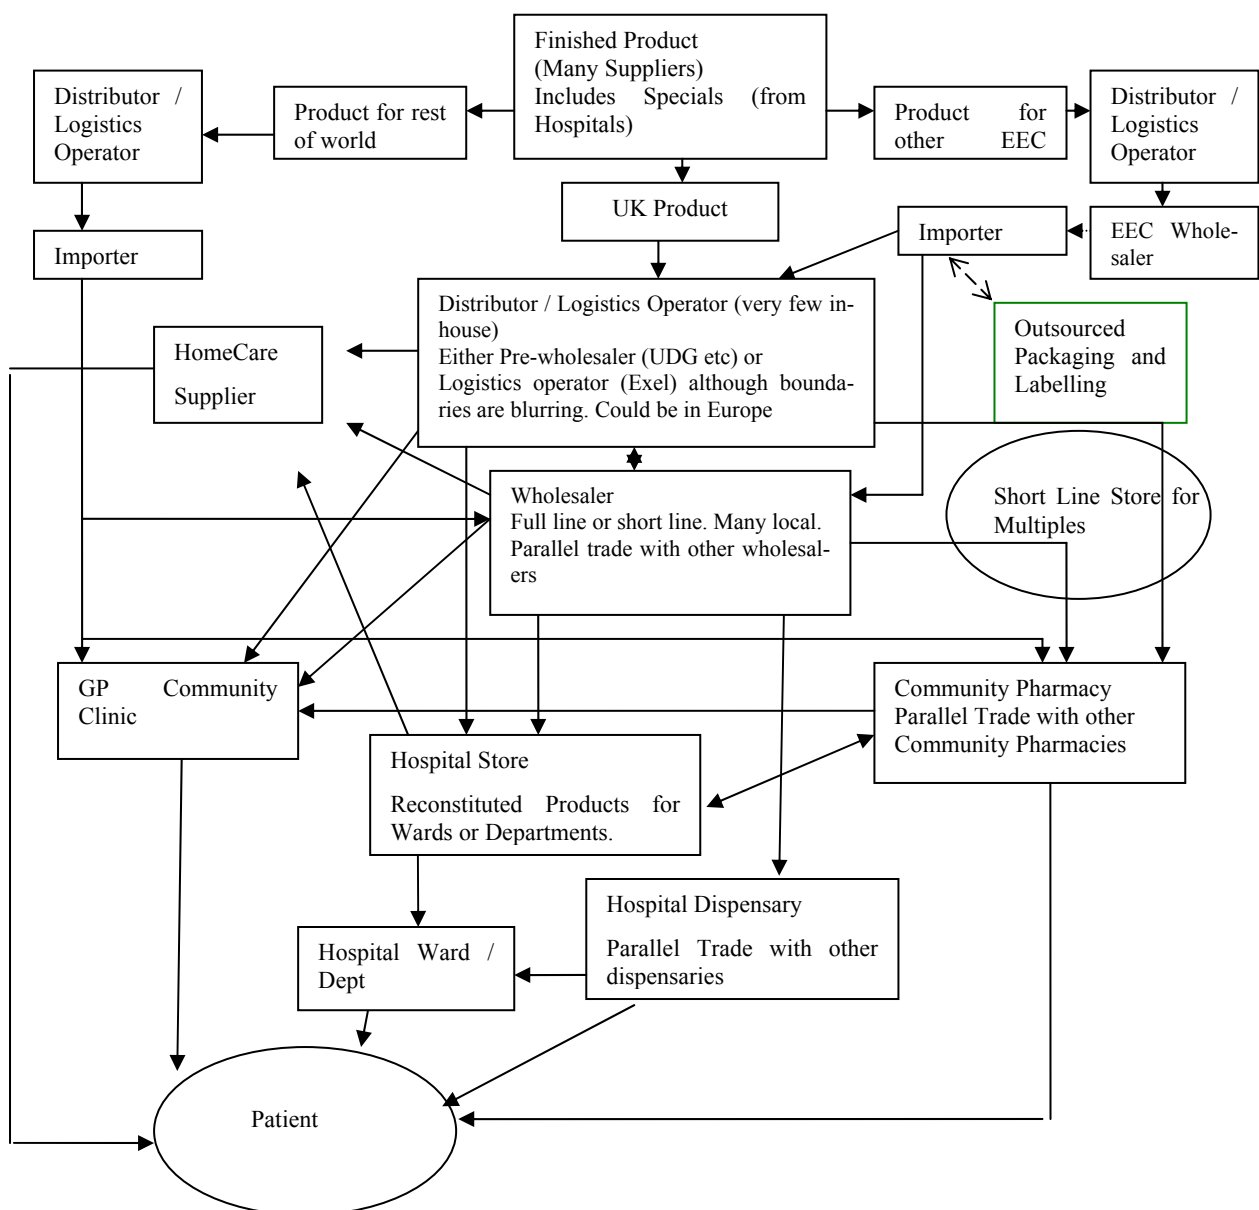 Finished Product
(Many Suppliers)
Includes Specials (from
Hospitals)
Distributor /
Logistics
Operator
Product for rest
of world
Product for
other EEC
Distributor /
Logistics
Operator
UK Product
Importer
Importer
EEC Whole-
saler
Distributor / Logistics Operator (very few in-
house)
Either Pre-wholesaler (UDG etc) or
Logistics operator (Exel) although bounda-
ries are blurring. Could be in Europe
HomeCare
Supplier
Outsourced
Packaging and
Labelling
Wholesaler
Full line or short line. Many local.
Parallel trade with other wholesal-
ers
Short Line Store for
Multiples
GP Community
Clinic
Community Pharmacy
Parallel Trade with other
Community Pharmacies
Hospital Store
Reconstituted Products for
Wards or Departments.
Hospital Dispensary
Parallel Trade with other
dispensaries
Hospital Ward /
Dept
Patient